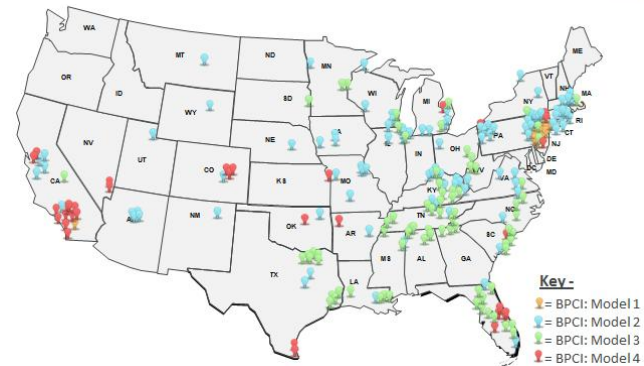 WA
MT
ND
MN
ME
VT
NH
OR
ID
SD
WI
MI
NY
MA
RI
CT
WY
IA
PA
NJ
NE
IL
IN
OH
DE
MD
DC
NV
UT
CO
KS
MO
KY
WV
VA
CA
OK
AR
TN
NC
SC
NM
TX
LA
MS
AL
GA
Key -
= BPCI: Model 1
= BPCI: Model 2
= BPCI: Model 3
= BPCI: Model 4